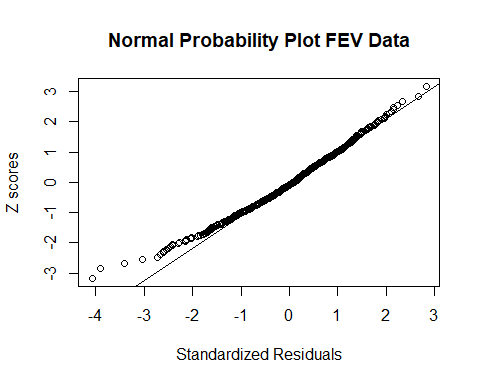 Normal Probability Plot FEV Data
Z scores
3
2
1
0
-1
-2
-3
-4 -3 -2 -1 0 1 2 3
Standardized Residuals